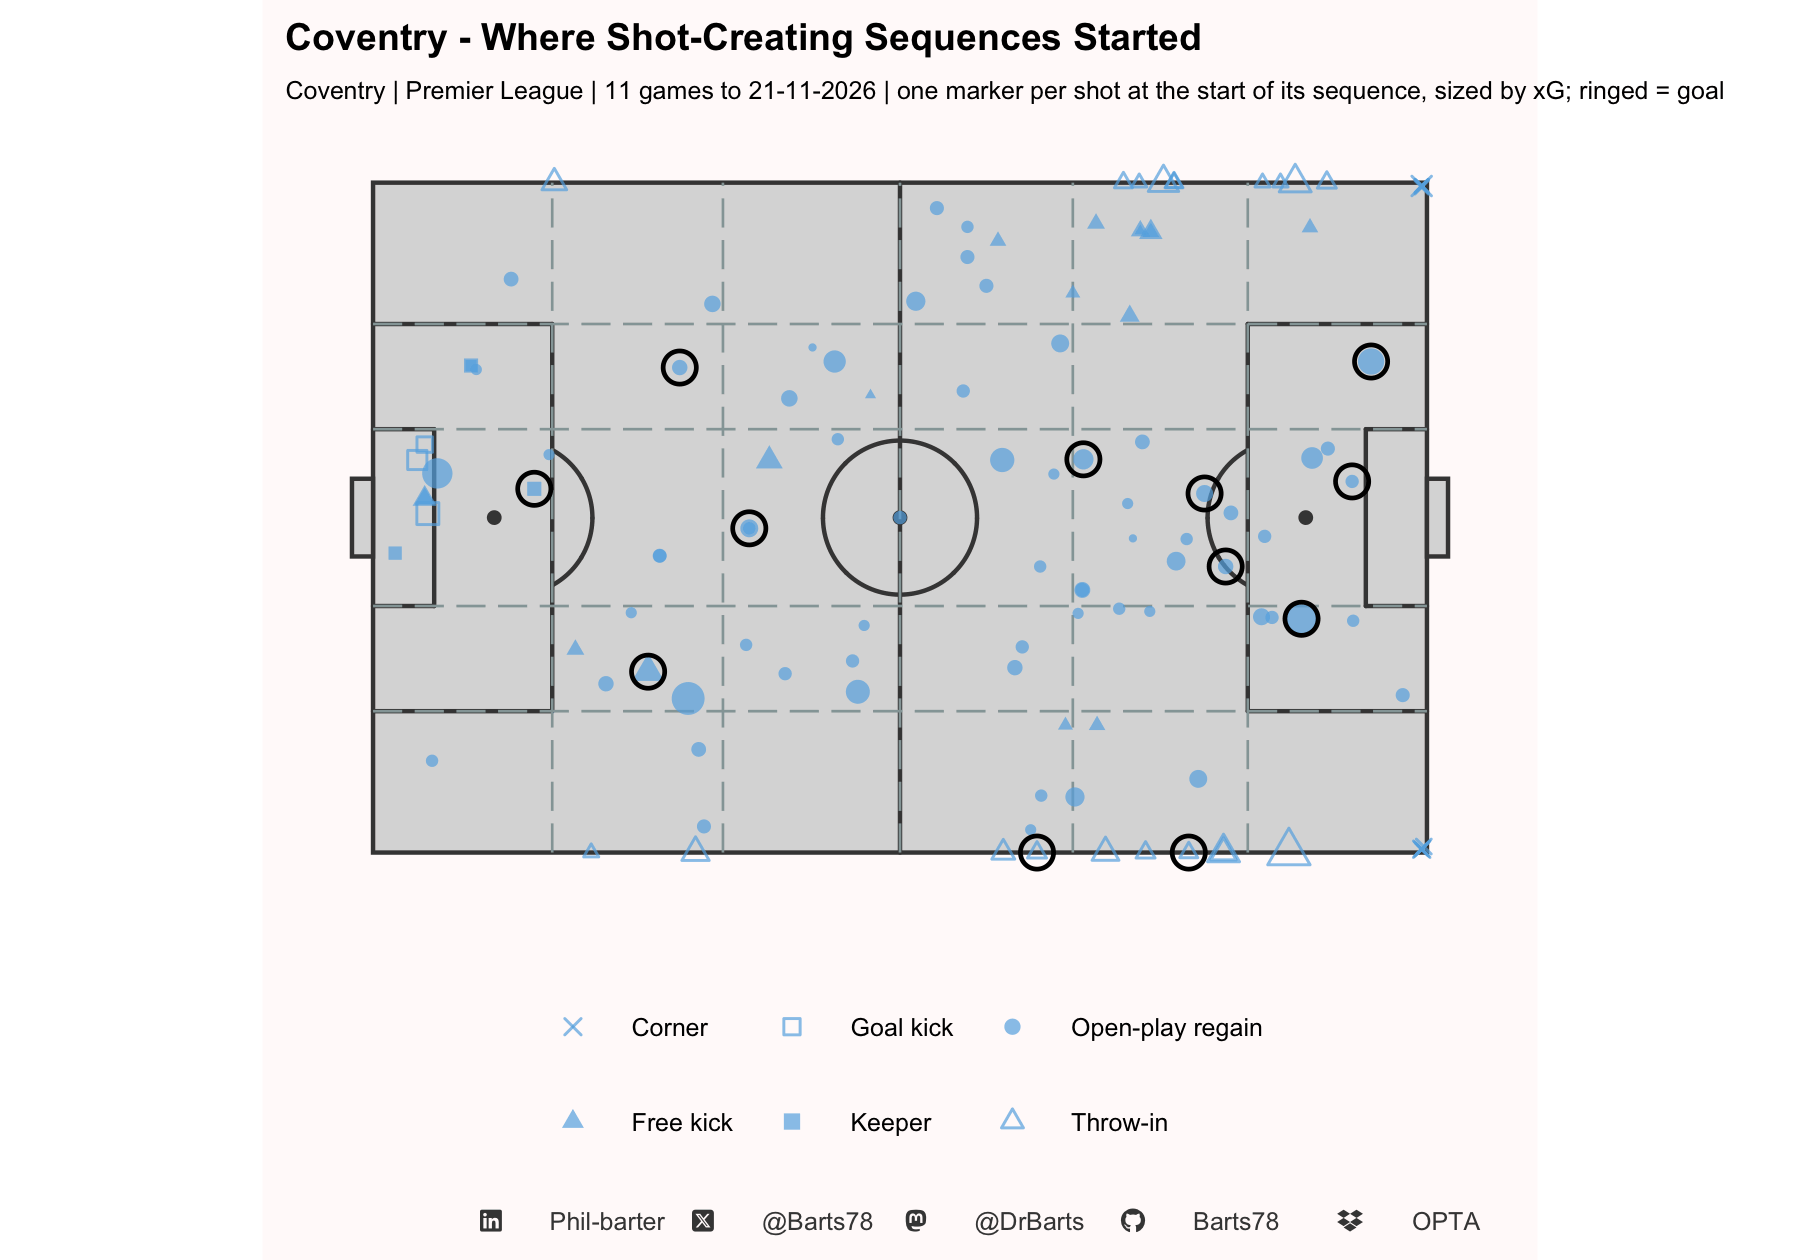 Coventry - Where Shot-Creating Sequences Started
Coventry | Premier League | 11 games to 21-11-2026 | one marker per shot at the start of its sequence, sized by xG; ringed = goal
Corner Goal kick Open-play regain
Free kick Keeper Throw-in
Phil-barter @Barts78 @DrBarts Barts78 OPTA